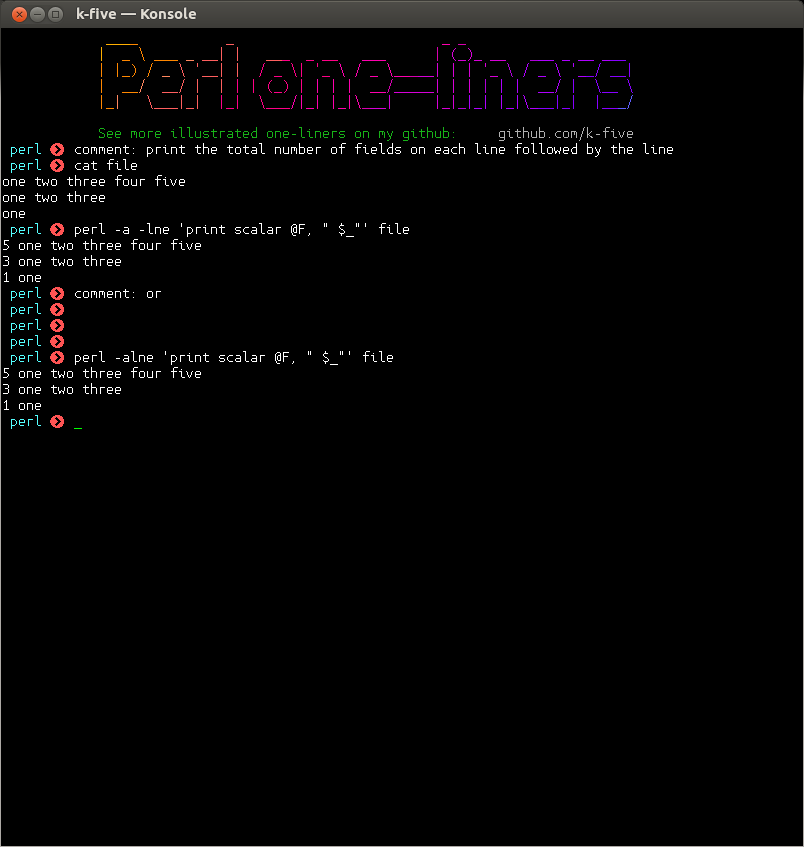 k-five — Konsole
Perl one-liners
See more illustrated one-liners on my github: github.com/k-five
perl ❯ comment: print the total number of fields on each line followed by the line
perl ❯ cat file
one two three four five
one two three
one
perl ❯ perl -a -lne 'print scalar @F, " $_"' file
5 one two three four five
3 one two three
1 one
perl ❯ comment: or
perl ❯
perl ❯
perl ❯
perl ❯ perl -alne 'print scalar @F, " $_"' file
5 one two three four five
3 one two three
1 one
perl ❯ _